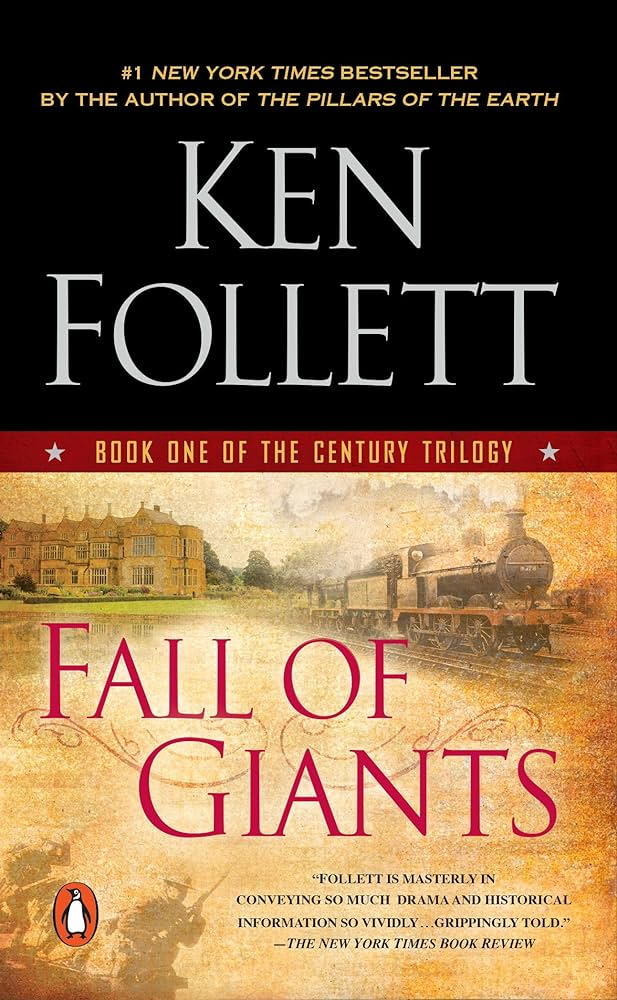 #1 NEW YORK TIMES BESTSELLER
BY THE AUTHOR OF THE PILLARS OF THE EARTH
KEN
FOLLETT
BOOK ONE OF THE CENTURY TRILOGY
FALL OF
GIANTS
“FOLLETT IS MASTERLY IN
CONVEYING SO MUCH DRAMA AND HISTORICAL
INFORMATION SO VIVIDLY...GRIPPINGLY TOLD.”
—THE NEW YORK TIMES BOOK REVIEW